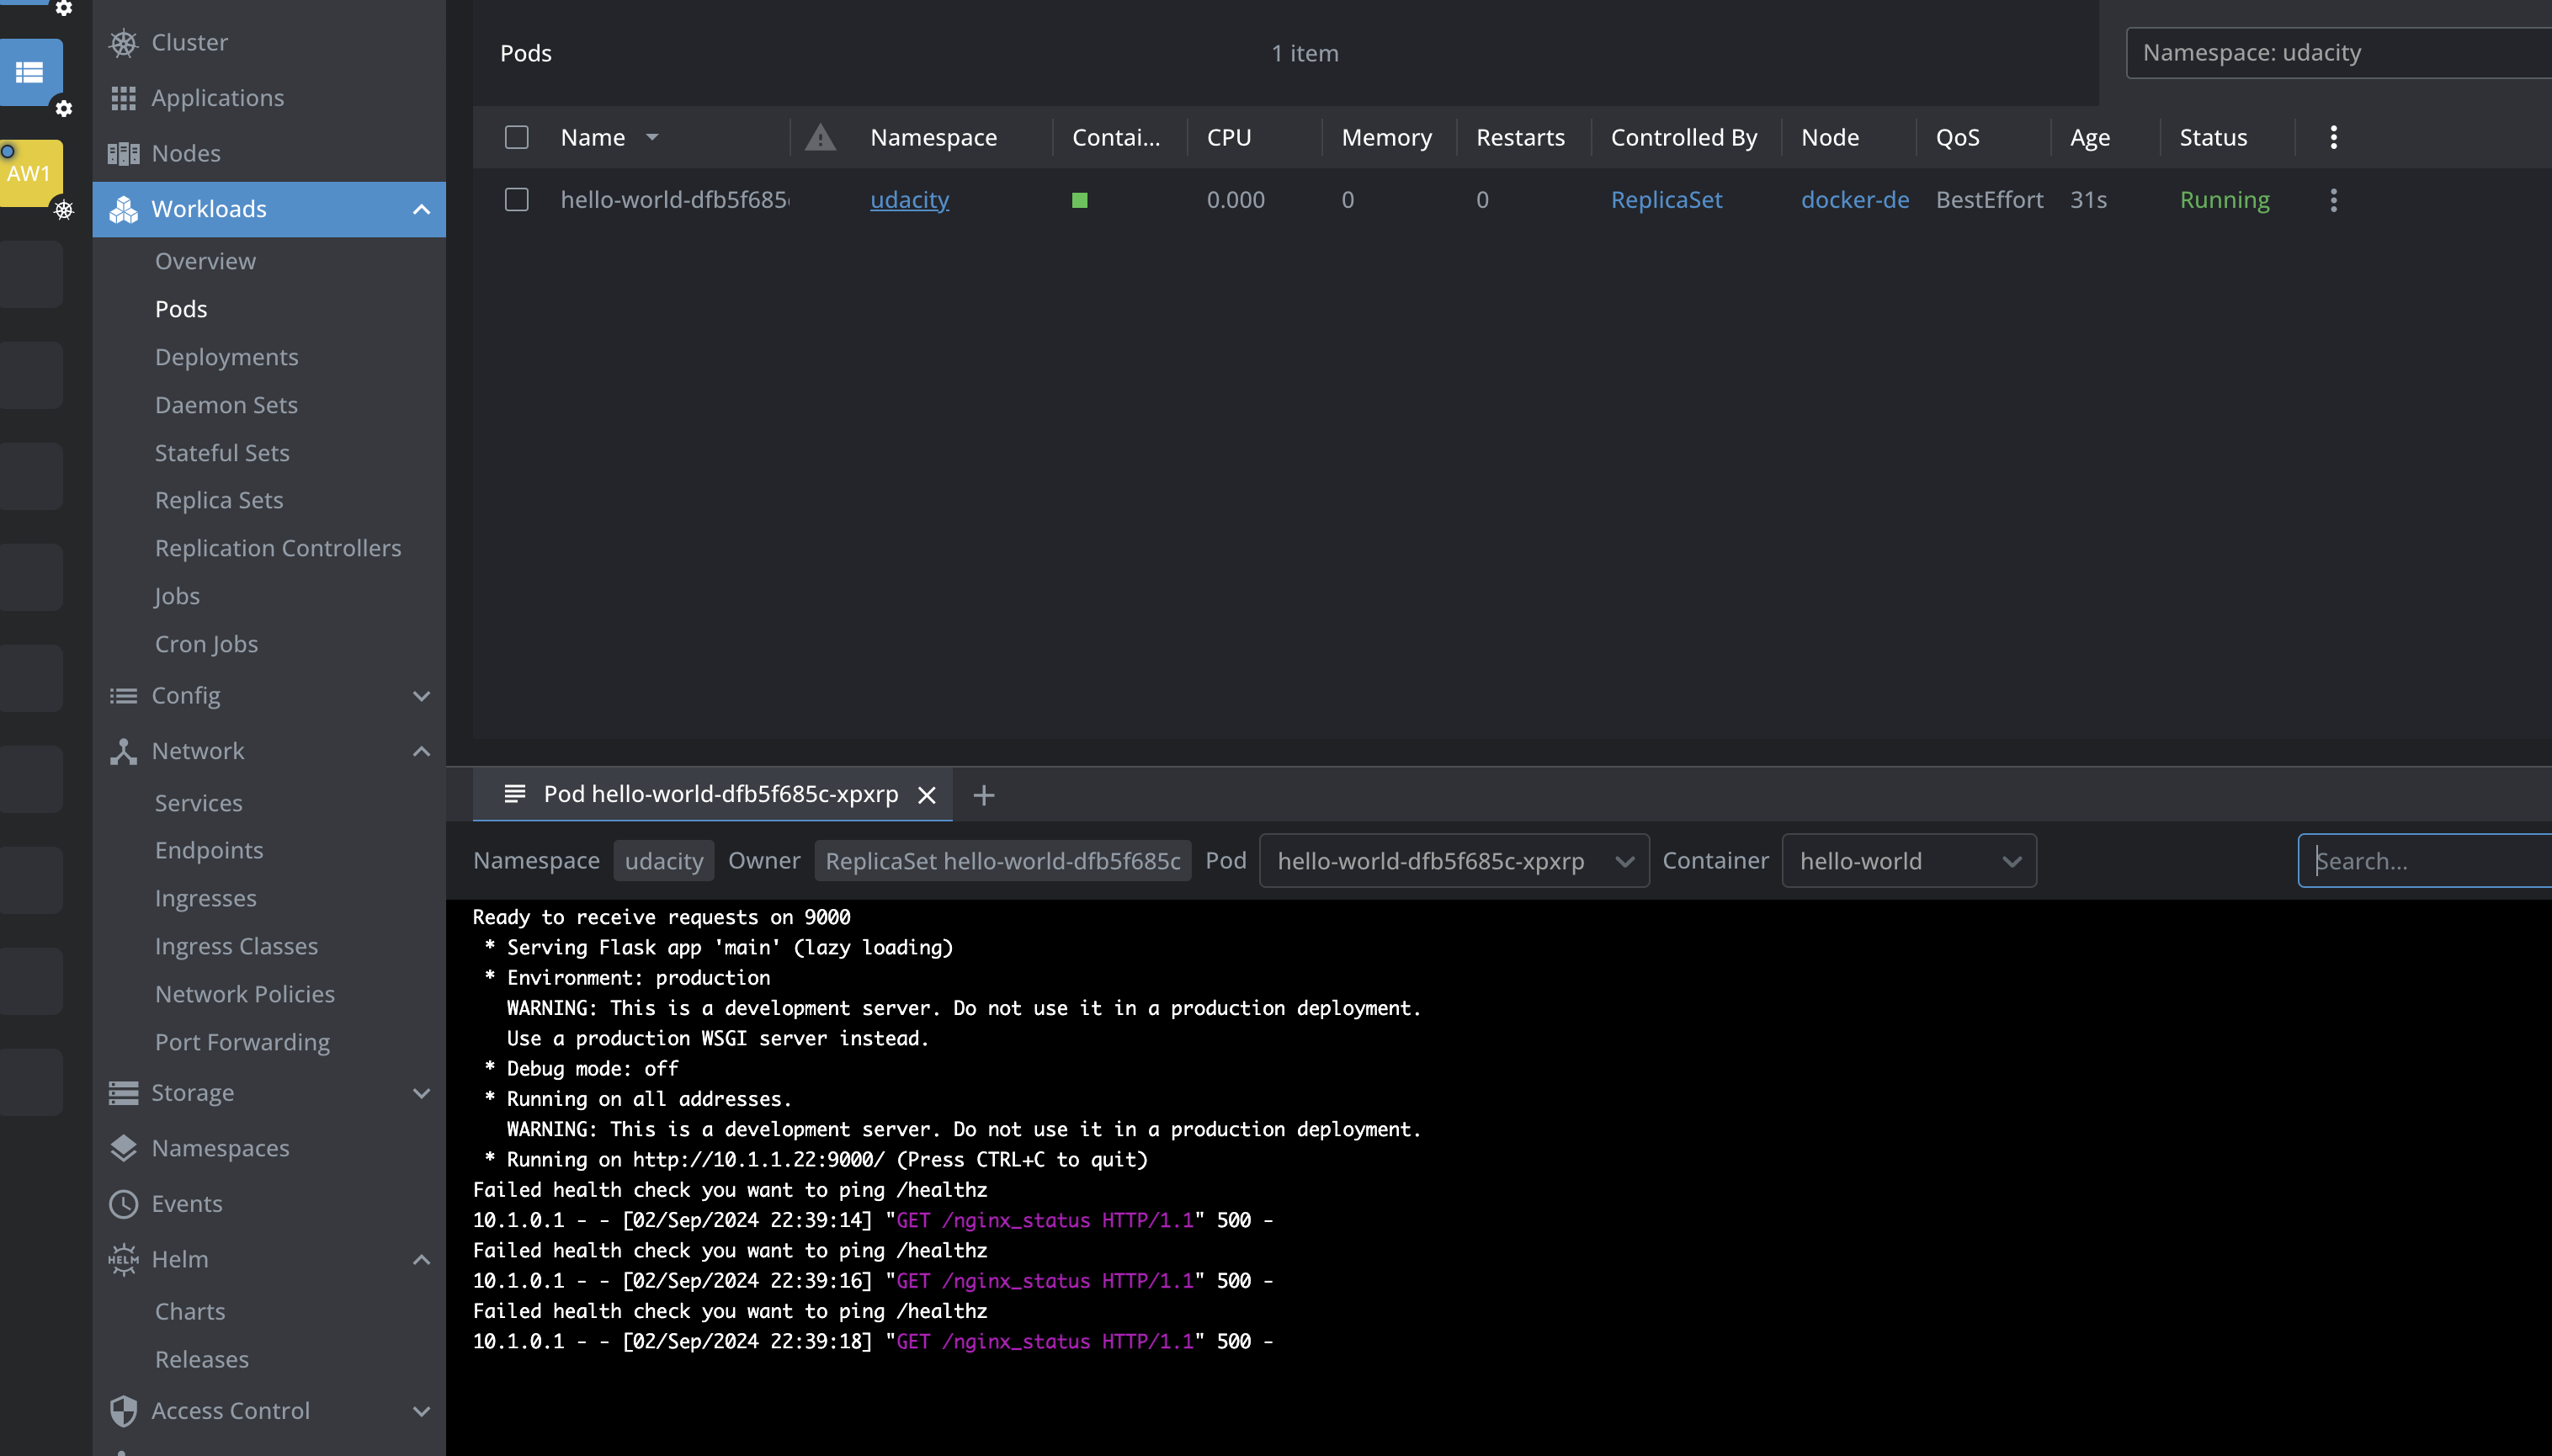 Cluster
Applications
Nodes
AW1
Workloads
Overview
Pods
Deployments
Daemon Sets
Stateful Sets
Replica Sets
Replication Controllers
Jobs
Cron Jobs
Config
Network
Services
Endpoints
Ingresses
Ingress Classes
Network Policies
Port Forwarding
Storage
Namespaces
Events
HELM
Helm
Charts
Releases
Access Control
Pods 1 item Namespace: udacity
Name Namespace Contai... CPU Memory Restarts Controlled By Node QoS Age Status
hello-world-dfb5f685 udacity 0.000 0 0 ReplicaSet docker-de BestEffort 31s Running
Pod hello-world-dfb5f685c-xpxrp
Namespace udacity Owner ReplicaSet hello-world-dfb5f685c Pod hello-world-dfb5f685c-xpxrp Container hello-world Search...
Ready to receive requests on 9000
* Serving Flask app 'main' (lazy loading)
* Environment: production
WARNING: This is a development server. Do not use it in a production deployment.
Use a production WSGI server instead.
* Debug mode: off
* Running on all addresses.
WARNING: This is a development server. Do not use it in a production deployment.
* Running on http://10.1.1.22:9000/ (Press CTRL+C to quit)
Failed health check you want to ping /healthz
10.1.0.1 - - [02/Sep/2024 22:39:14] "GET /nginx_status HTTP/1.1" 500 -
Failed health check you want to ping /healthz
10.1.0.1 - - [02/Sep/2024 22:39:16] "GET /nginx_status HTTP/1.1" 500 -
Failed health check you want to ping /healthz
10.1.0.1 - - [02/Sep/2024 22:39:18] "GET /nginx_status HTTP/1.1" 500 -